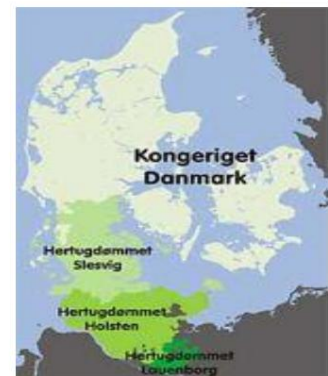 Kongeriget
Danmark
Hertugdømmet
Slesvig
Hertugdømmet
Holsten
Hertugdømmet
Lauenborg